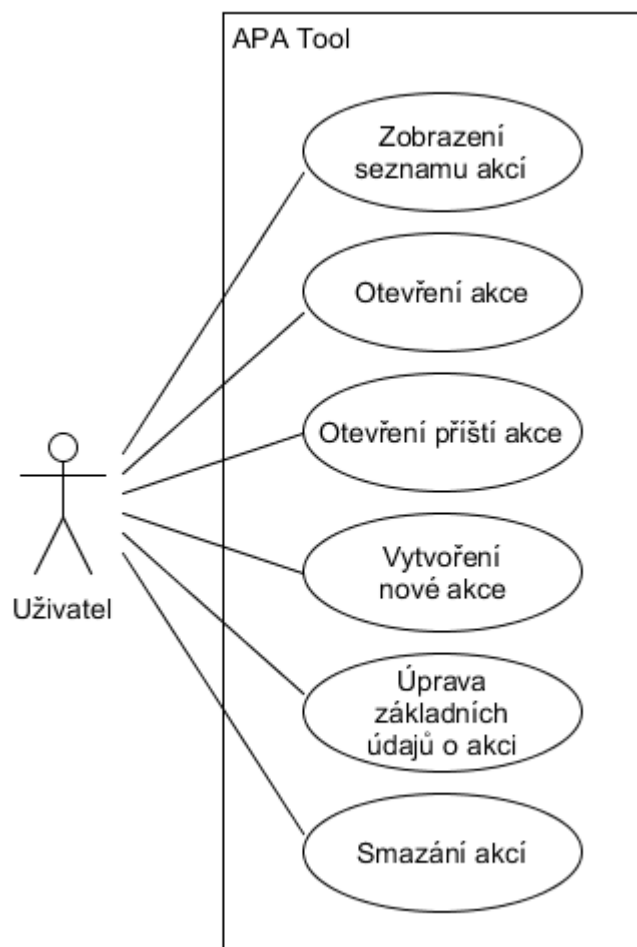 APA Tool
Zobrazení
seznamu akcí
Otevření akce
Otevření příští akce
Vytvoření
nové akce
Uživatel
Úprava
základních
údajů o akci
Smazání akcí